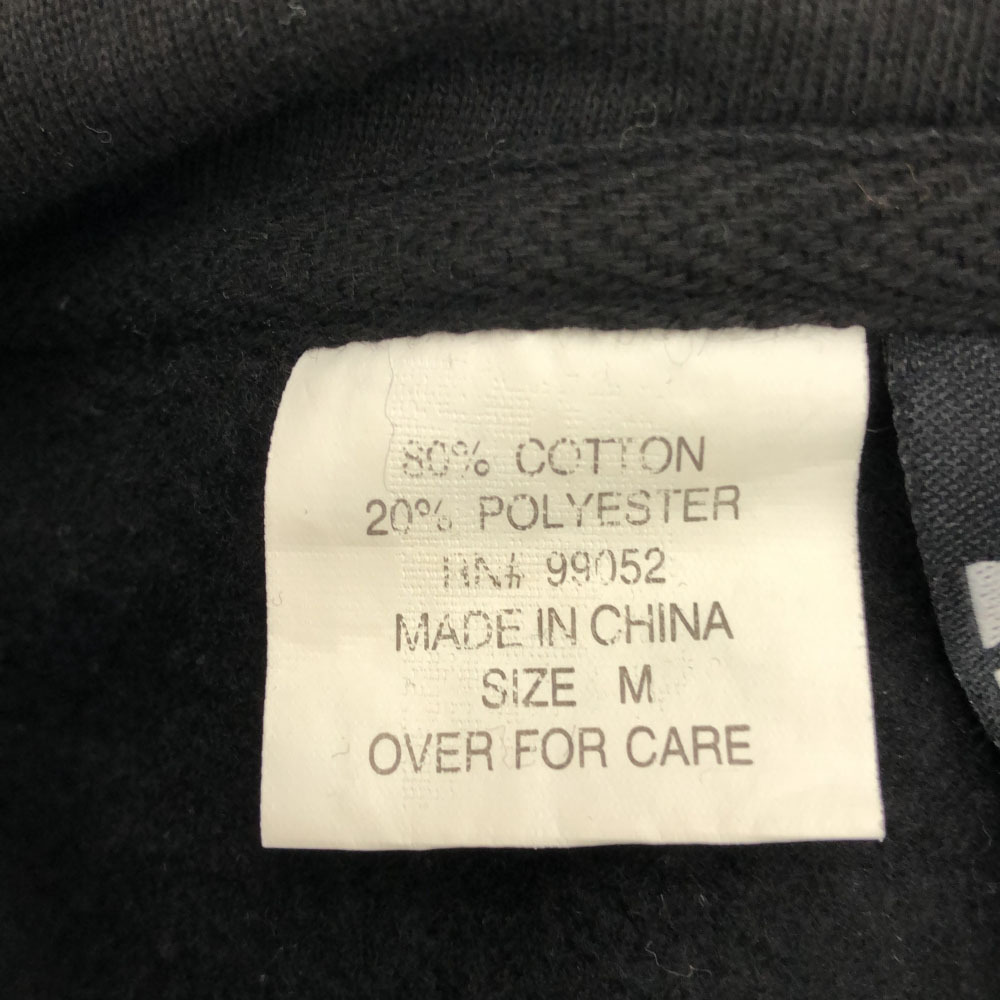 80% COTTON
20% POLYESTER
RN# 99052
MADE IN CHINA
SIZE M
OVER FOR CARE